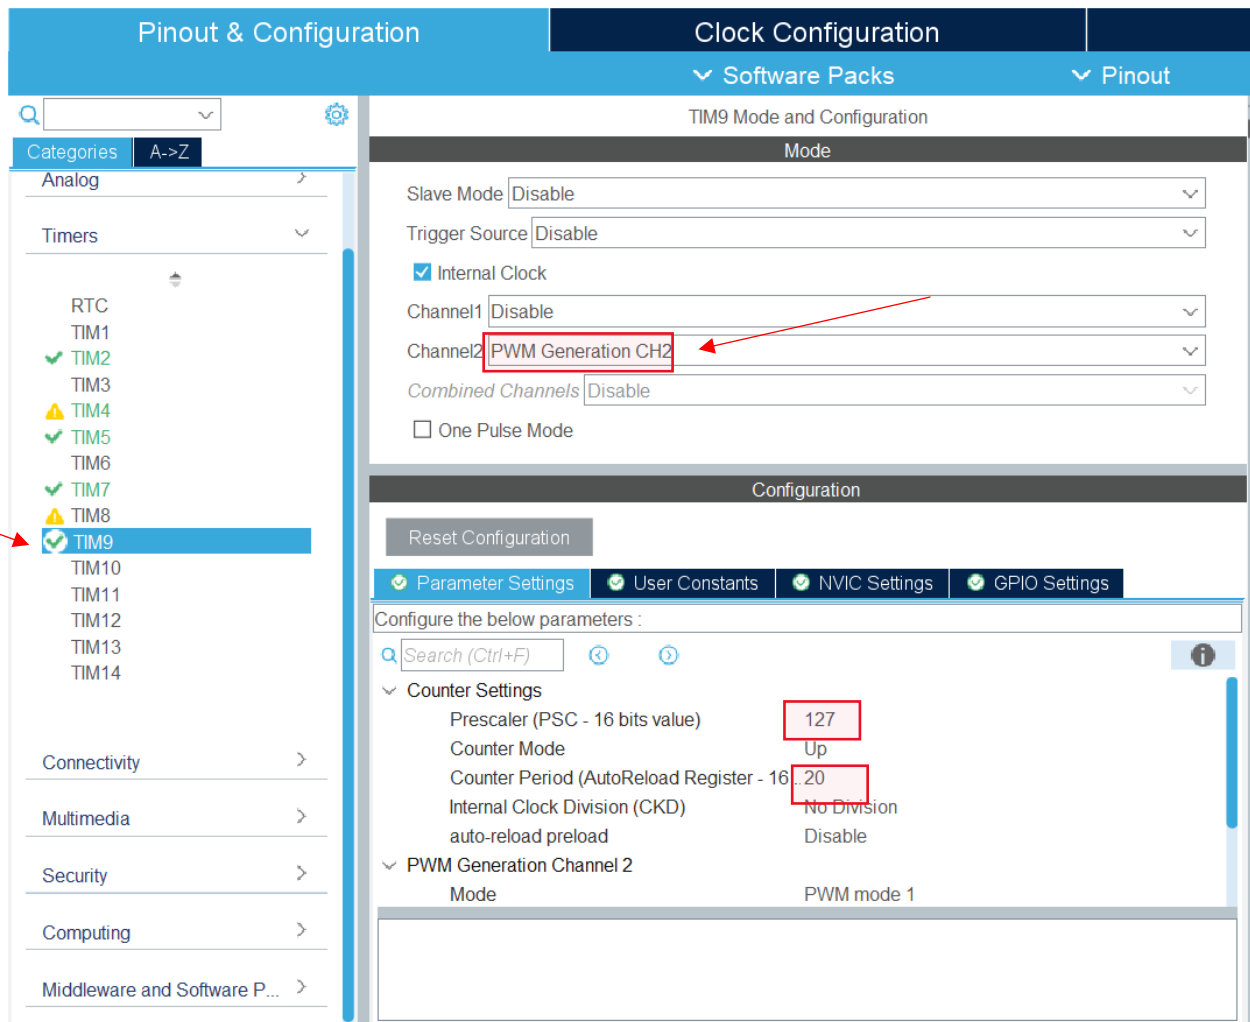 Pinout & Configuration
Clock Configuration
Software Packs
Pinout
Categories
A->Z
Analog
Timers
RTC
TIM1
TIM2
TIM3
TIM4
TIM5
TIM6
TIM7
TIM8
TIM9
TIM10
TIM11
TIM12
TIM13
TIM14
Connectivity
Multimedia
Security
Computing
Middleware and Software P...
TIM9 Mode and Configuration
Mode
Slave Mode Disable
Trigger Source Disable
Internal Clock
Channel1 Disable
Channel2 PWM Generation CH2
Combined Channels Disable
One Pulse Mode
Configuration
Reset Configuration
Parameter Settings
User Constants
NVIC Settings
GPIO Settings
Configure the below parameters :
Search (Ctrl+F)
Counter Settings
Prescaler (PSC - 16 bits value) 127
Counter Mode Up
Counter Period (AutoReload Register - 16 ... 20
Internal Clock Division (CKD) No Division
auto-reload preload Disable
PWM Generation Channel 2
Mode PWM mode 1